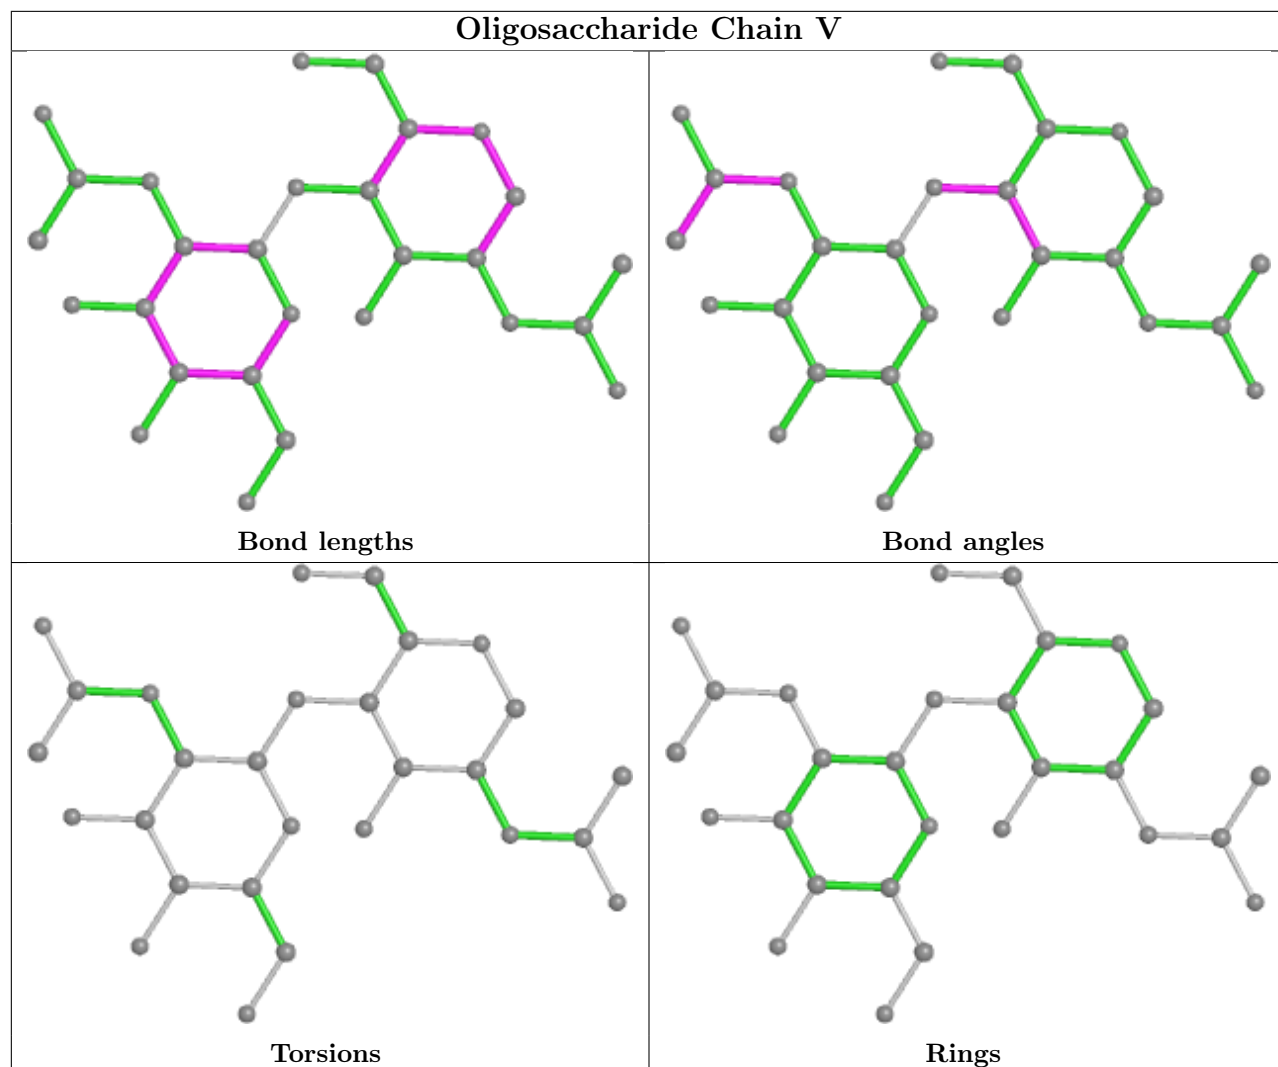 Oligosaccharide Chain V
Bond lengths
Bond angles
Torsions
Rings